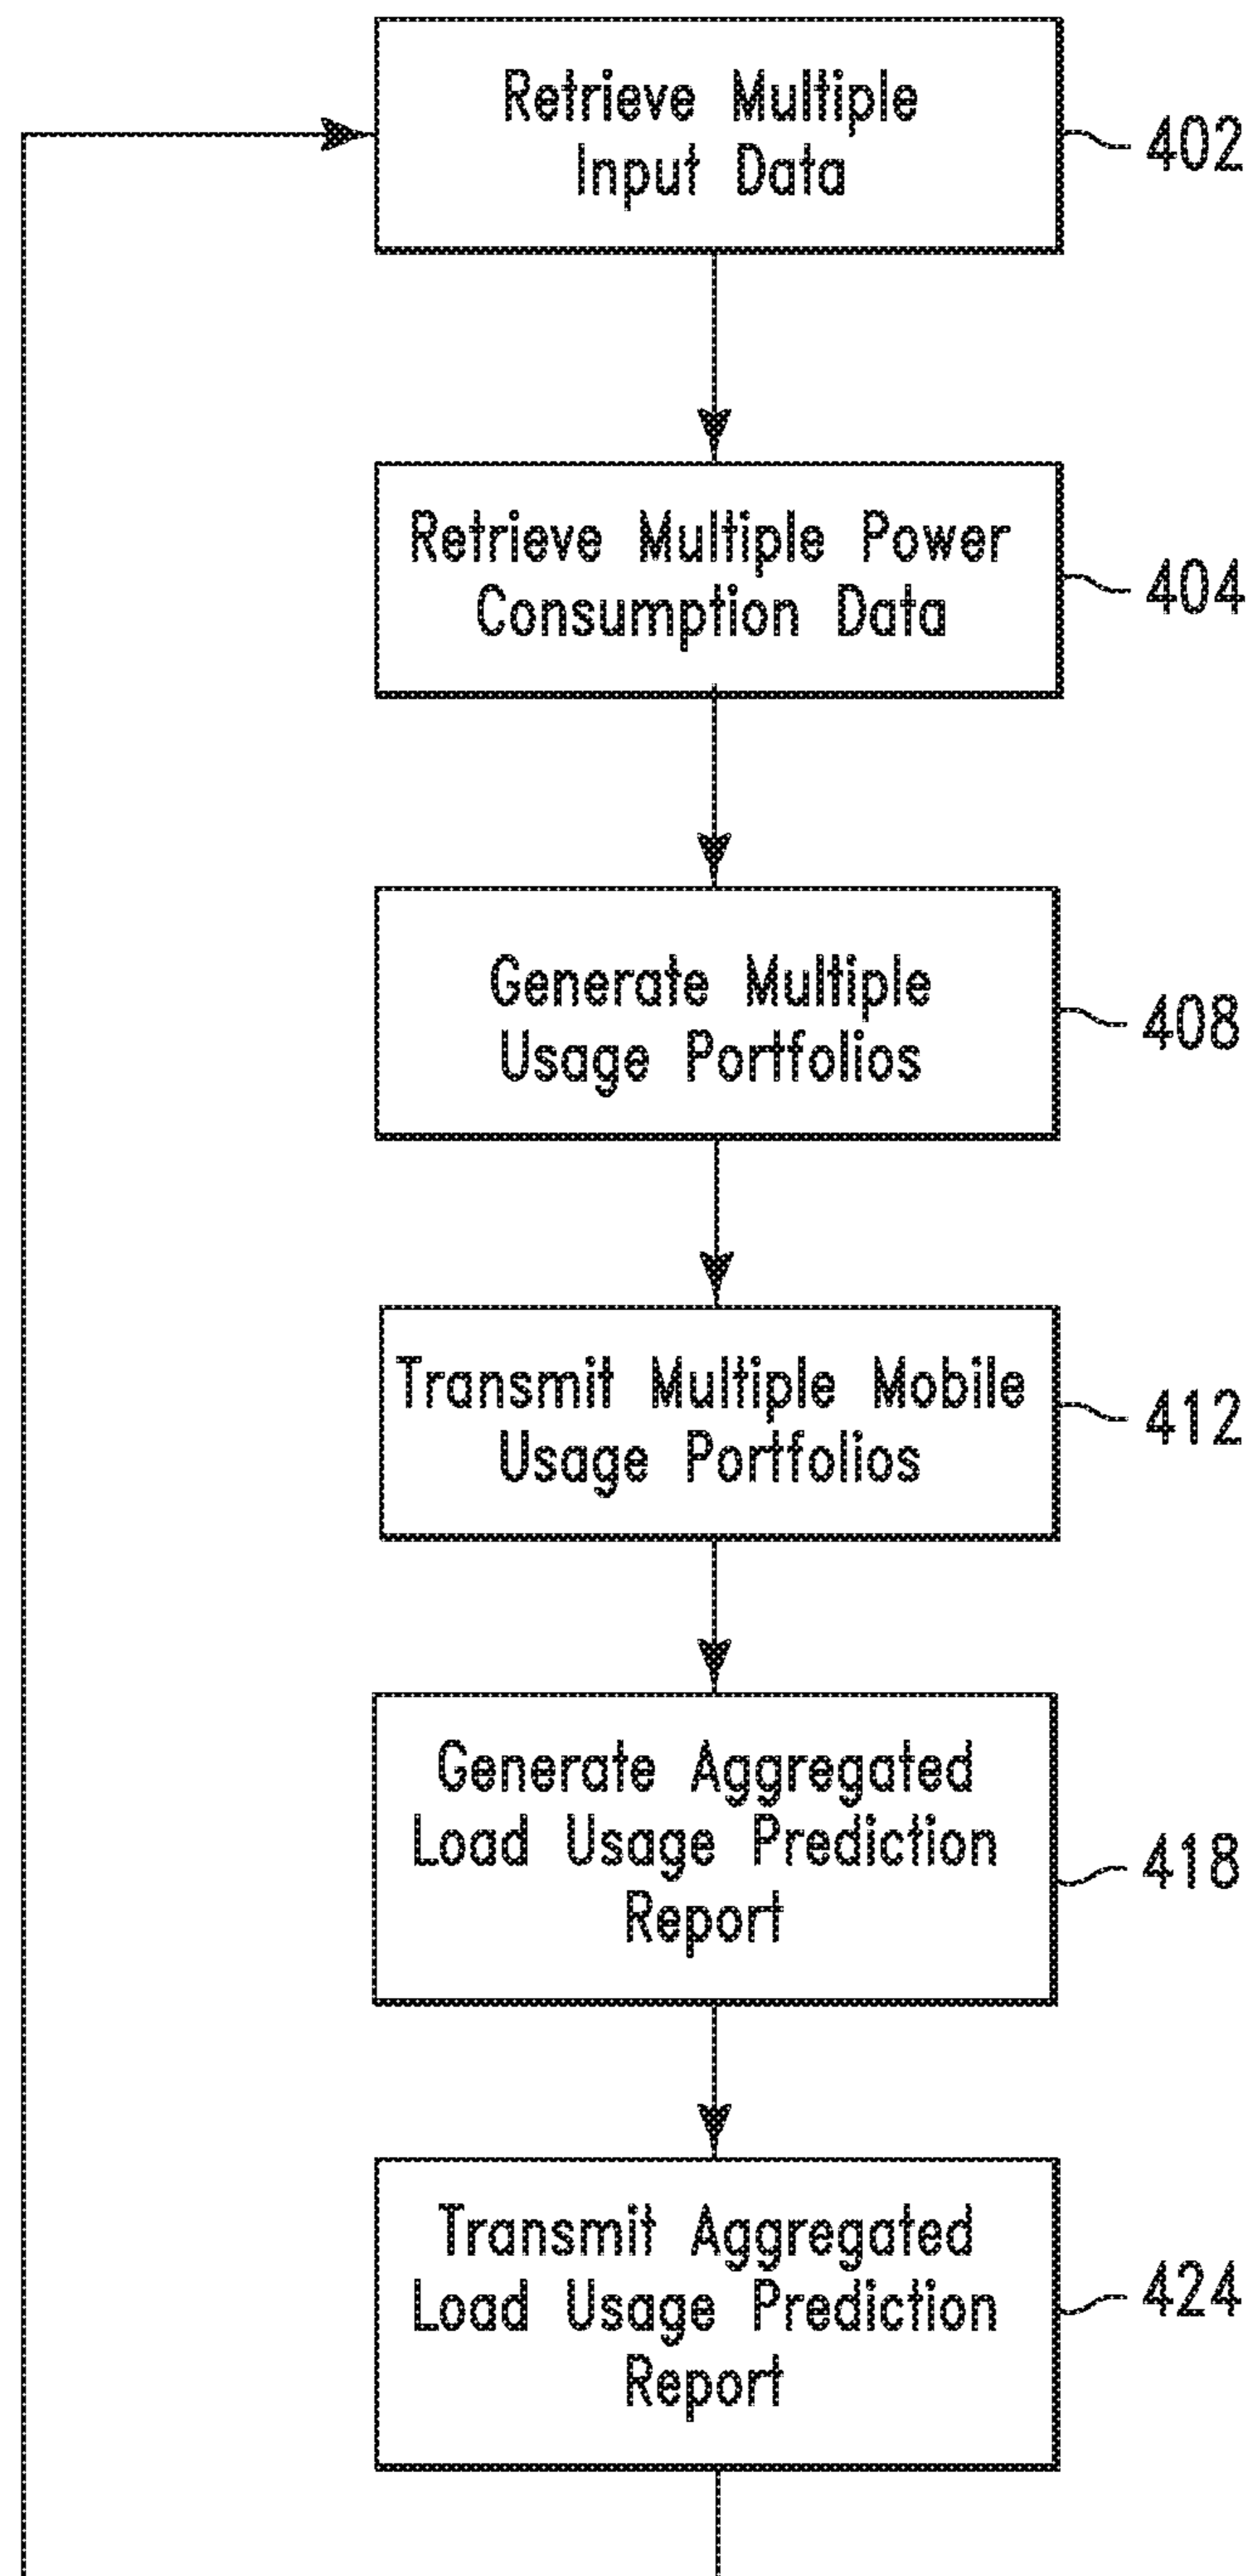 Retrieve Multiple
Input Data
402
Retrieve Multiple Power
Consumption Data
404
Generate Multiple
Usage Portfolios
408
Transmit Multiple Mobile
Usage Portfolios
412
Generate Aggregated
Load Usage Prediction
Report
418
Transmit Aggregated
Load Usage Prediction
Report
424